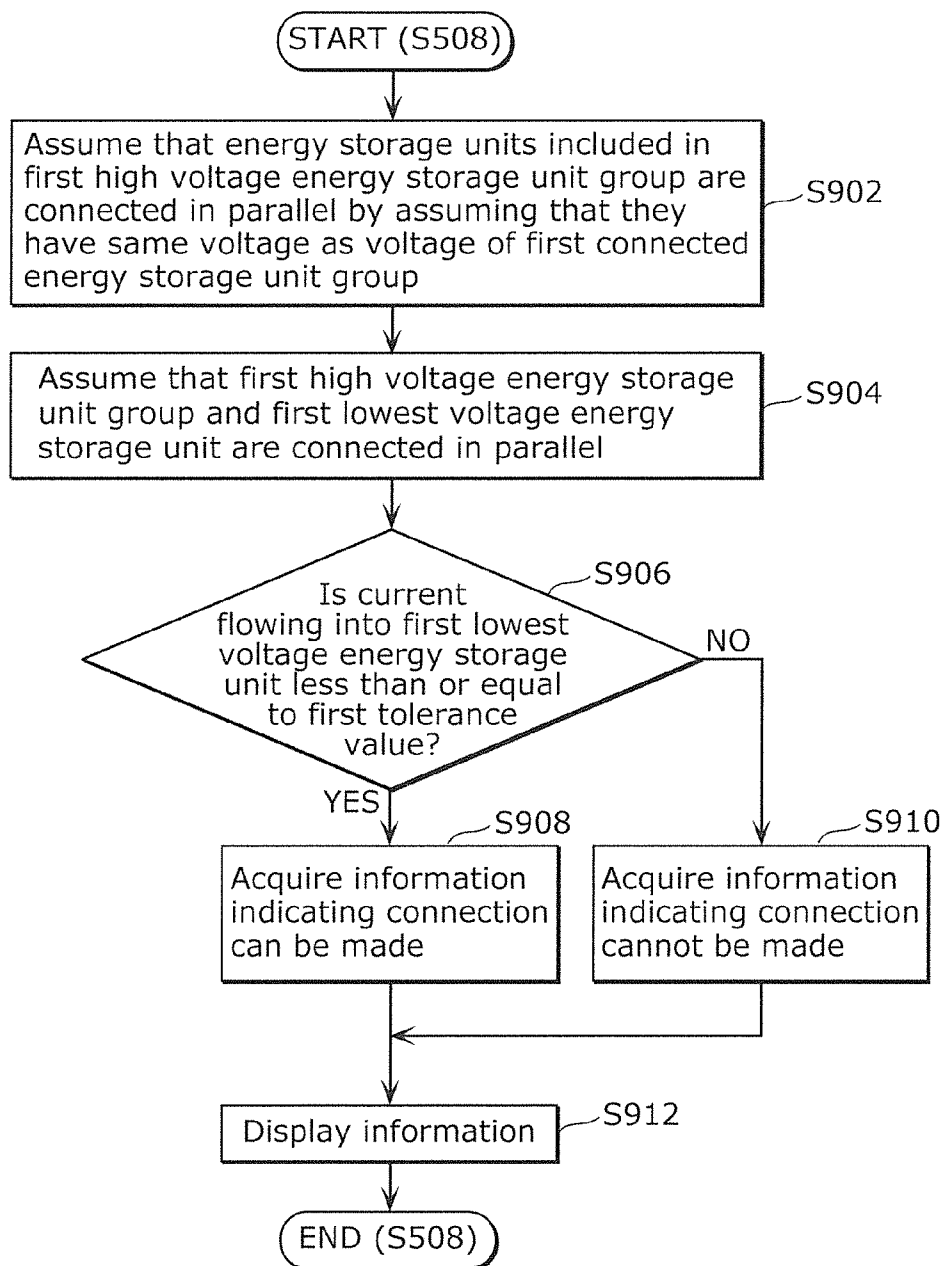 START (S508)
Assume that energy storage units included in
first high voltage energy storage unit group are
connected in parallel by assuming that they
have same voltage as voltage of first connected
energy storage unit group
S902
Assume that first high voltage energy storage
unit group and first lowest voltage energy
storage unit are connected in parallel
S904
S906
Is current
flowing into first lowest
voltage energy storage
unit less than or equal
to first tolerance
value?
NO
YES
S908
Acquire information
indicating connection
can be made
S910
Acquire information
indicating connection
cannot be made
Display information
S912
END (S508)